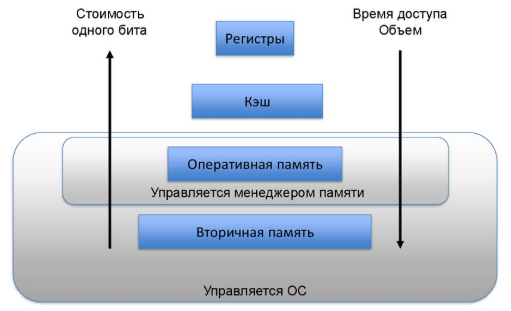 Стоимость
одного бита
Время доступа
Объем
Регистры
Кэш
Оперативная память
Управляется менеджером памяти
Вторичная память
Управляется ОС